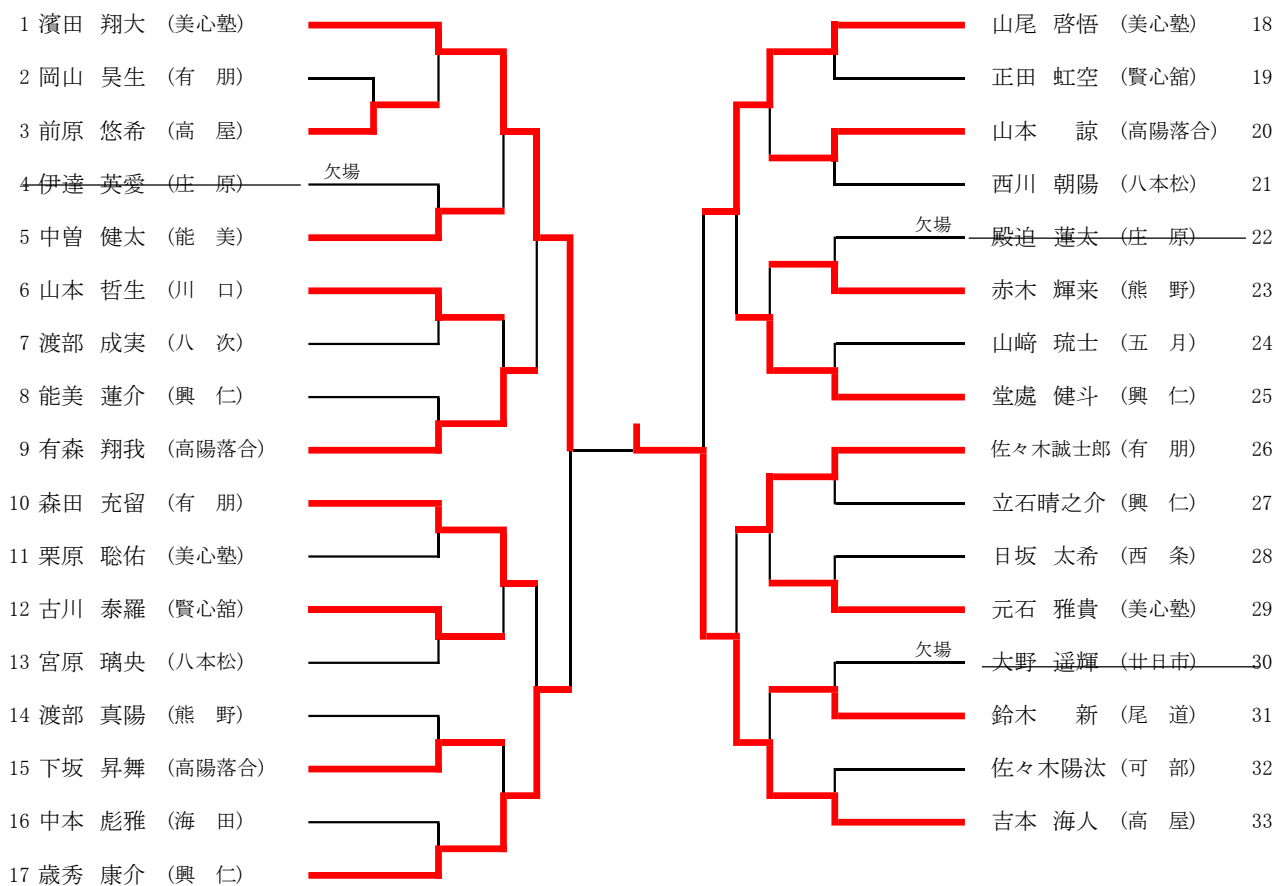 1 濱田 翔大 (美心塾)
2 岡山 昊生 (有 朋)
3 前原 悠希 (高 屋)
4 伊達 英愛 (庄 原) 欠場
5 中曽 健太 (能 美)
6 山本 哲生 (川 口)
7 渡部 成実 (八 次)
8 能美 蓮介 (興 仁)
9 有森 翔我 (高陽落合)
10 森田 充留 (有 朋)
11 栗原 聡佑 (美心塾)
12 古川 泰羅 (賢心舘)
13 宮原 璃央 (八本松)
14 渡部 真陽 (熊 野)
15 下坂 昇舞 (高陽落合)
16 中本 彪雅 (海 田)
17 歳秀 康介 (興 仁)
山尾 啓悟 (美心塾) 18
正田 虹空 (賢心舘) 19
山本 諒 (高陽落合) 20
西川 朝陽 (八本松) 21
欠場 殿迫 蓮太 (庄 原) 22
赤木 輝来 (熊 野) 23
山﨑 琉士 (五 月) 24
堂處 健斗 (興 仁) 25
佐々木誠士郎 (有 朋) 26
立石晴之介 (興 仁) 27
日坂 太希 (西 条) 28
元石 雅貴 (美心塾) 29
欠場 大野 遥輝 (廿日市) 30
鈴木 新 (尾 道) 31
佐々木陽汰 (可 部) 32
吉本 海人 (高 屋) 33